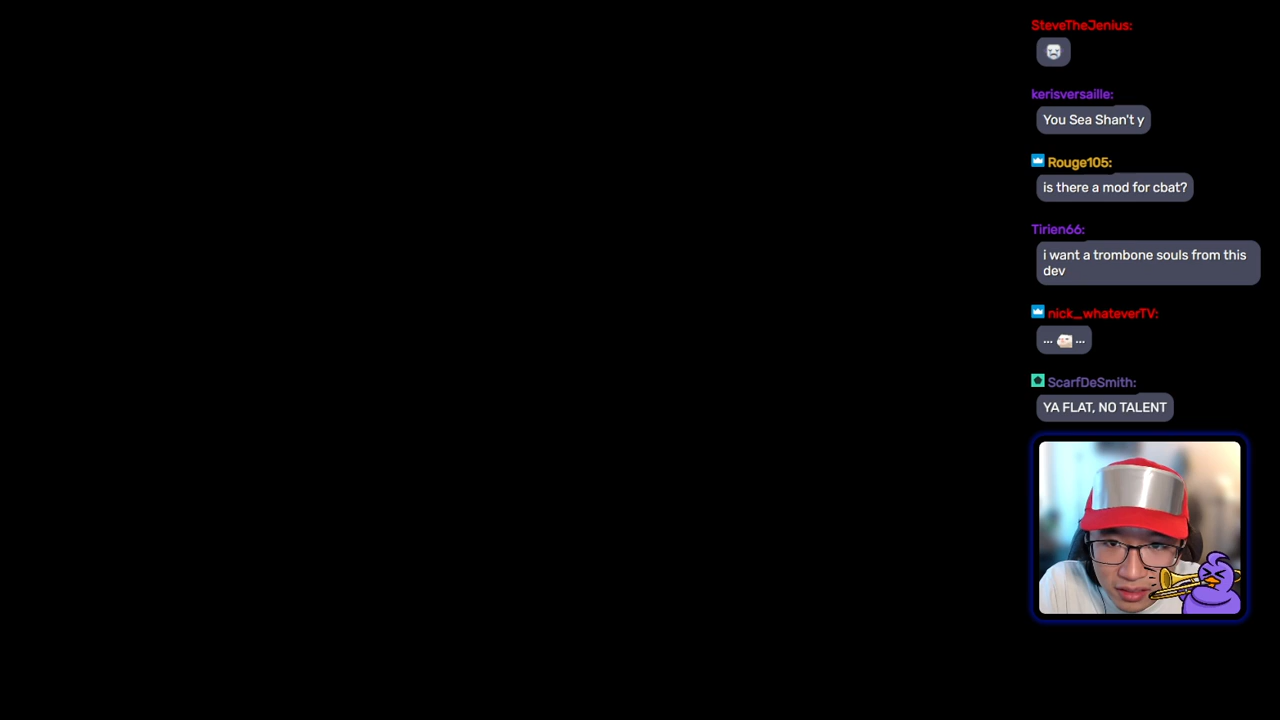 SteveTheJenius:
kerisversaille:
You Sea Shan't y
Rouge105:
is there a mod for cbat?
Tirien66:
i want a trombone souls from this
dev
nick_whateverTV:
... ...
ScarfDeSmith:
YA FLAT, NO TALENT